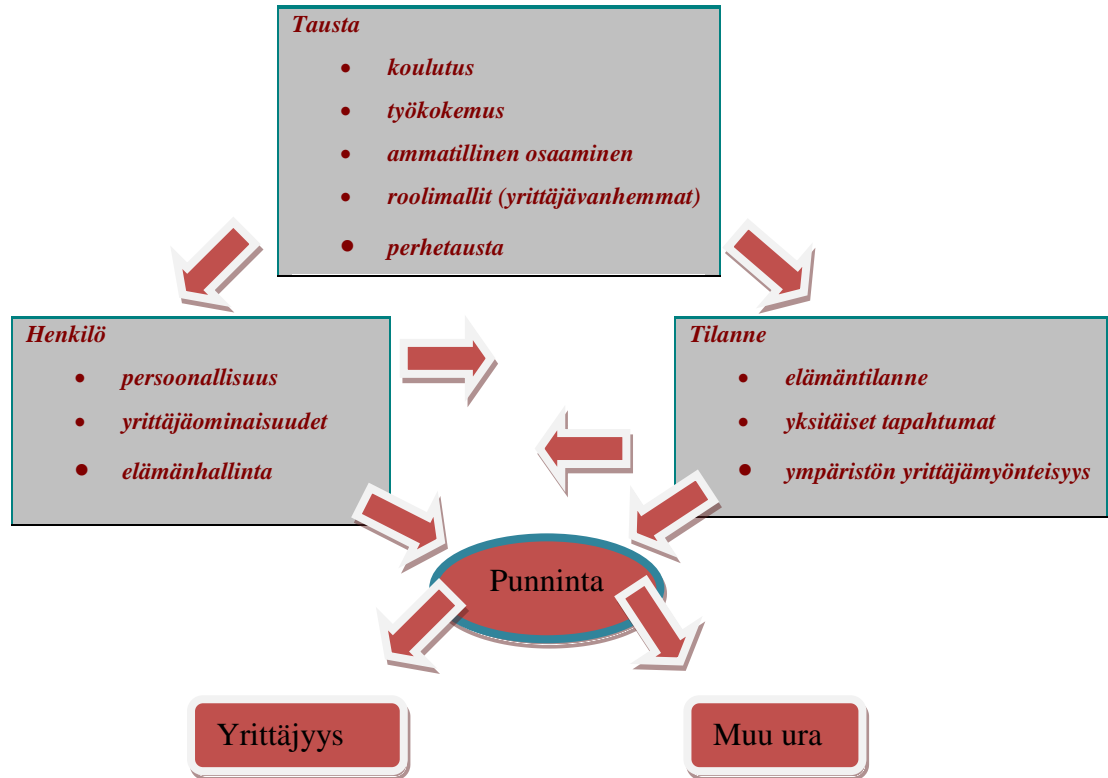 Tausta
• koulutus
• työkokemus
• ammatillinen osaaminen
• roolimallit (yrittäjävanhemmat)
• perhetausta
Henkilö
• persoonallisuus
• yrittäjäominaisuudet
• elämänhallinta
Tilanne
• elämäntilanne
• yksitäiset tapahtumat
• ympäristön yrittäjämyönteisyys
Punninta
Yrittäjyys
Muu ura